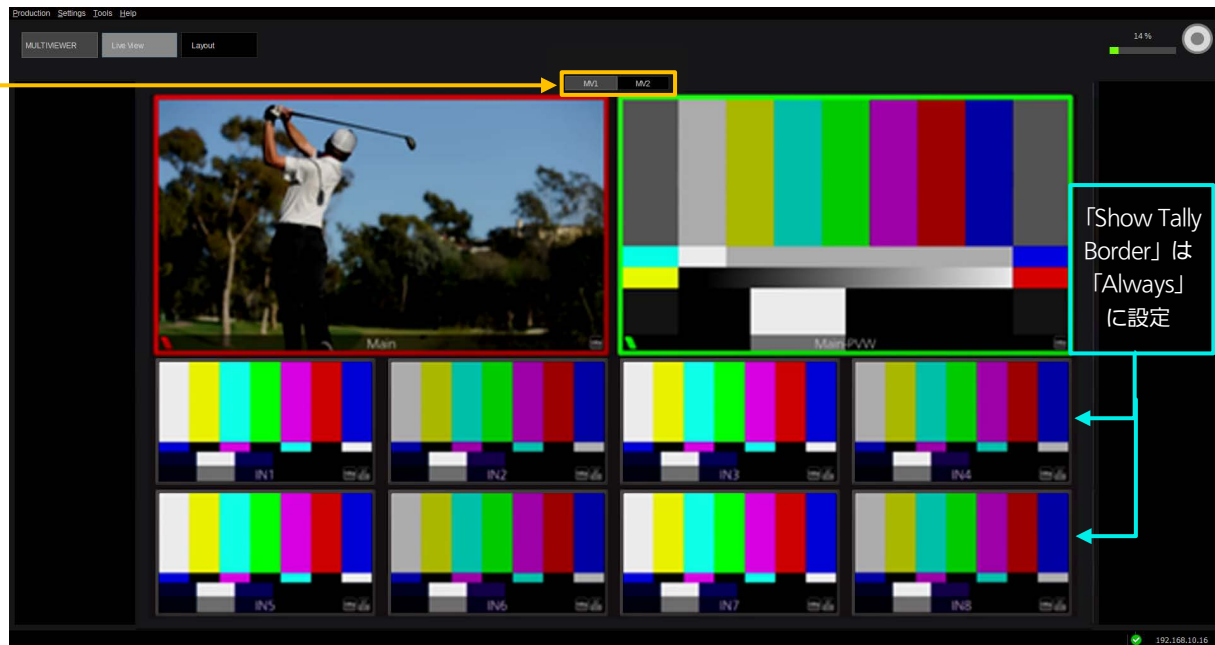 Production Settings Tools Help
MULTIVIEWER Live View Layout
14 %
MV1 MV2
「Show Tally
Border」は
「Always」
に設定
Main
Main-PVW
IN1 IN2 IN3 IN4
IN5 IN6 IN7 IN8
192.168.10.16